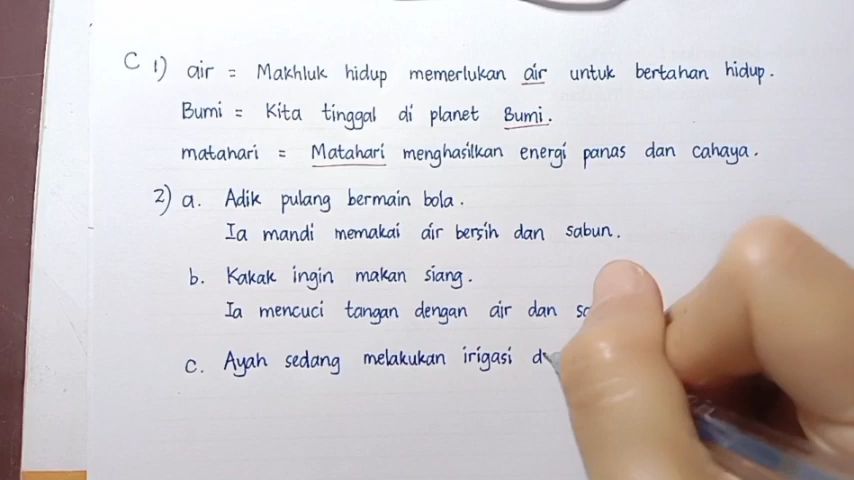 C 1) air = Makhluk hidup memerlukan air untuk bertahan hidup.
Bumi = Kita tinggal di planet Bumi.
matahari = Matahari menghasilkan energi panas dan cahaya.
2) a. Adik pulang bermain bola.
Ia mandi memakai air bersih dan sabun.
b. Kakak ingin makan siang.
Ia mencuci tangan dengan air dan
c. Ayah sedang melakukan irigasi